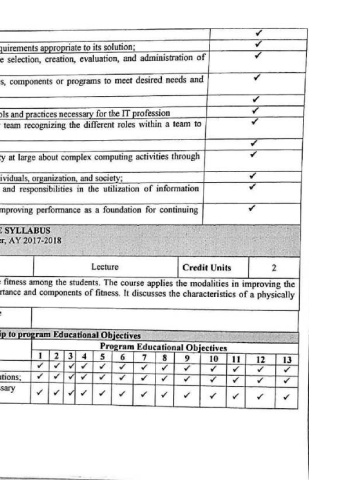 ✓
quirements appropriate to its solution; ✓
e selection, creation, evaluation, and administration of ✓
s, components or programs to meet desired needs and ✓
✓
ols and practices necessary for the IT profession ✓
team recognizing the different roles within a team to ✓
✓
ty at large about complex computing activities through ✓
ividuals, organization, and society; ✓
and responsibilities in the utilization of information ✓
mproving performance as a foundation for continuing ✓
E SYLLABUS
er, AY 2017-2018
Lecture Credit Units 2
fitness among the students. The course applies the modalities in improving the
rtance and components of fitness. It discusses the characteristics of a physically
ip to program Educational Objectives
Program Educational Objectives
1 2 3 4 5 6 7 8 9 10 11 12 13
✓ ✓ ✓ ✓ ✓ ✓ ✓ ✓ ✓ ✓ ✓ ✓ ✓
utions; ✓ ✓ ✓ ✓ ✓ ✓ ✓ ✓ ✓ ✓ ✓ ✓ ✓
ssary ✓ ✓ ✓ ✓ ✓ ✓ ✓ ✓ ✓ ✓ ✓ ✓ ✓